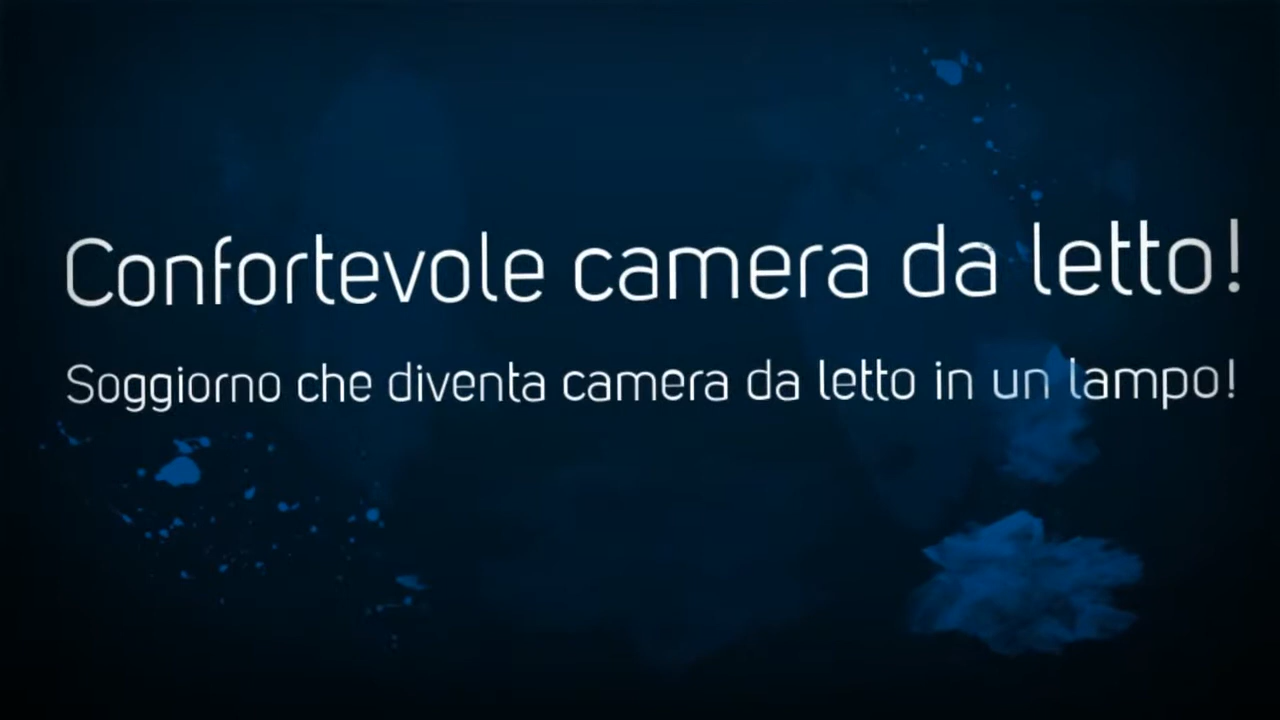 Confortevole camera da letto!
Soggiorno che diventa camera da letto in un lampo!